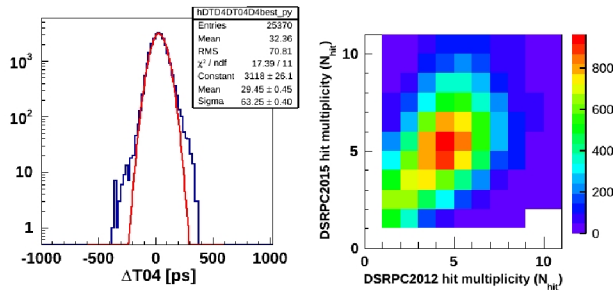 hDTD4DT04D4best_py
Entries 25370
Mean 32.36
RMS 70.81
χ² / ndf 17.39 / 11
Constant 3118 ± 26.1
Mean 29.45 ± 0.45
Sigma 63.25 ± 0.40
10³
10²
10
1
-1000 -500 0 500 1000
ΔT04 [ps]
DSRPC2015 hit multiplicity (Nhit)
10
5
0
0 5 10
DSRPC2012 hit multiplicity (Nhit)
800
600
400
200
0